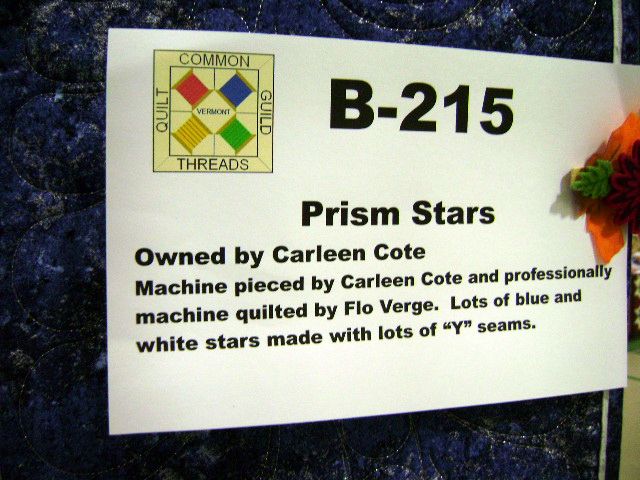 COMMON
QUILT
GUILD
VERMONT
THREADS
B-215
Prism Stars
Owned by Carleen Cote
Machine pieced by Carleen Cote and professionally
machine quilted by Flo Verge. Lots of blue and
white stars made with lots of “Y” seams.